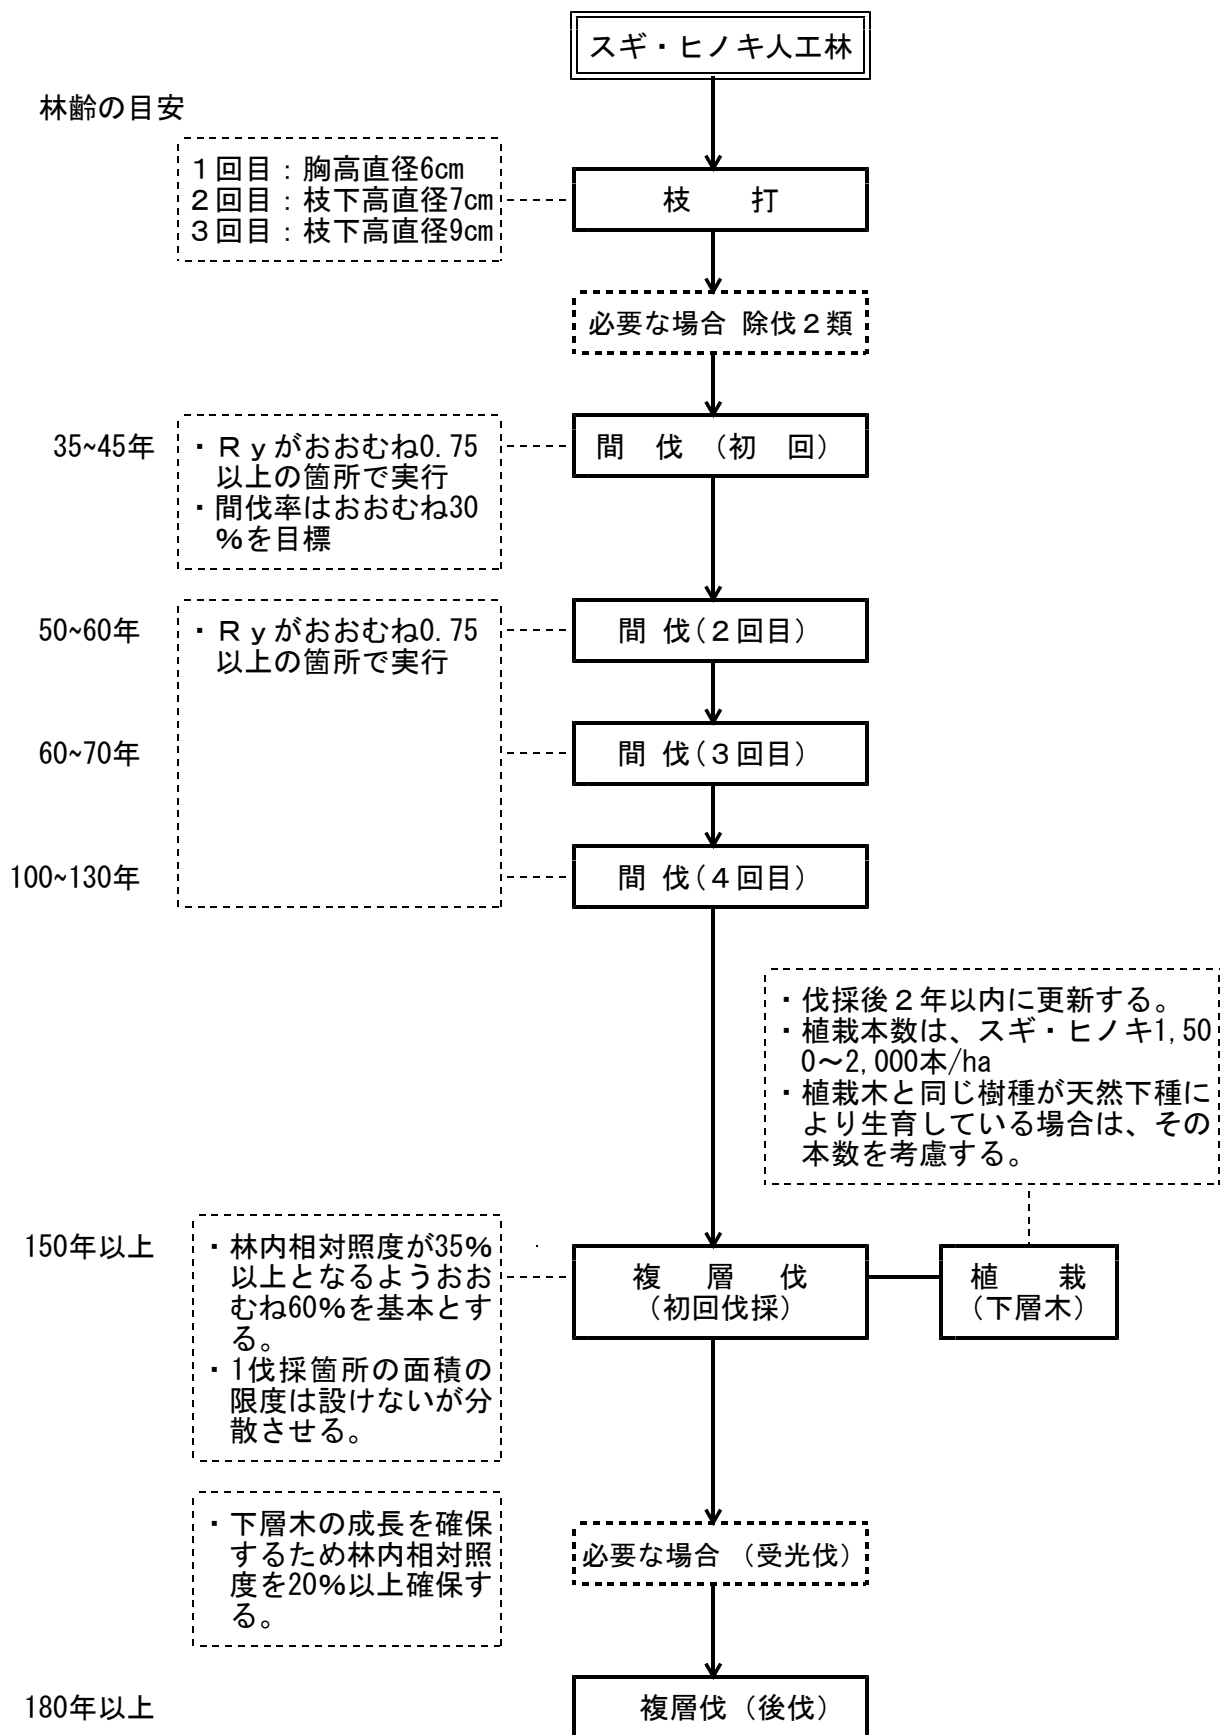 スギ・ヒノキ人工林
林齢の目安
１回目：胸高直径6cm
２回目：枝下高直径7cm
３回目：枝下高直径9cm
枝　打
必要な場合 除伐２類
35~45年
・Ｒｙがおおむね0.75
以上の箇所で実行
・間伐率はおおむね30
％を目標
間　伐（初　回）
50~60年
・Ｒｙがおおむね0.75
以上の箇所で実行
間 伐(２回目)
60~70年
間 伐(３回目)
100~130年
間 伐(４回目)
・伐採後２年以内に更新する。
・植栽本数は、スギ・ヒノキ1,50
0～2,000本/ha
・植栽木と同じ樹種が天然下種に
より生育している場合は、その
本数を考慮する。
150年以上
・林内相対照度が35%
以上となるようおお
むね60%を基本とす
る。
・1伐採箇所の面積の
限度は設けないが分
散させる。
複　層　伐
（初回伐採）
植　栽
（下層木）
・下層木の成長を確保
するため林内相対照
度を20%以上確保す
る。
必要な場合 （受光伐）
180年以上
複層伐（後伐）